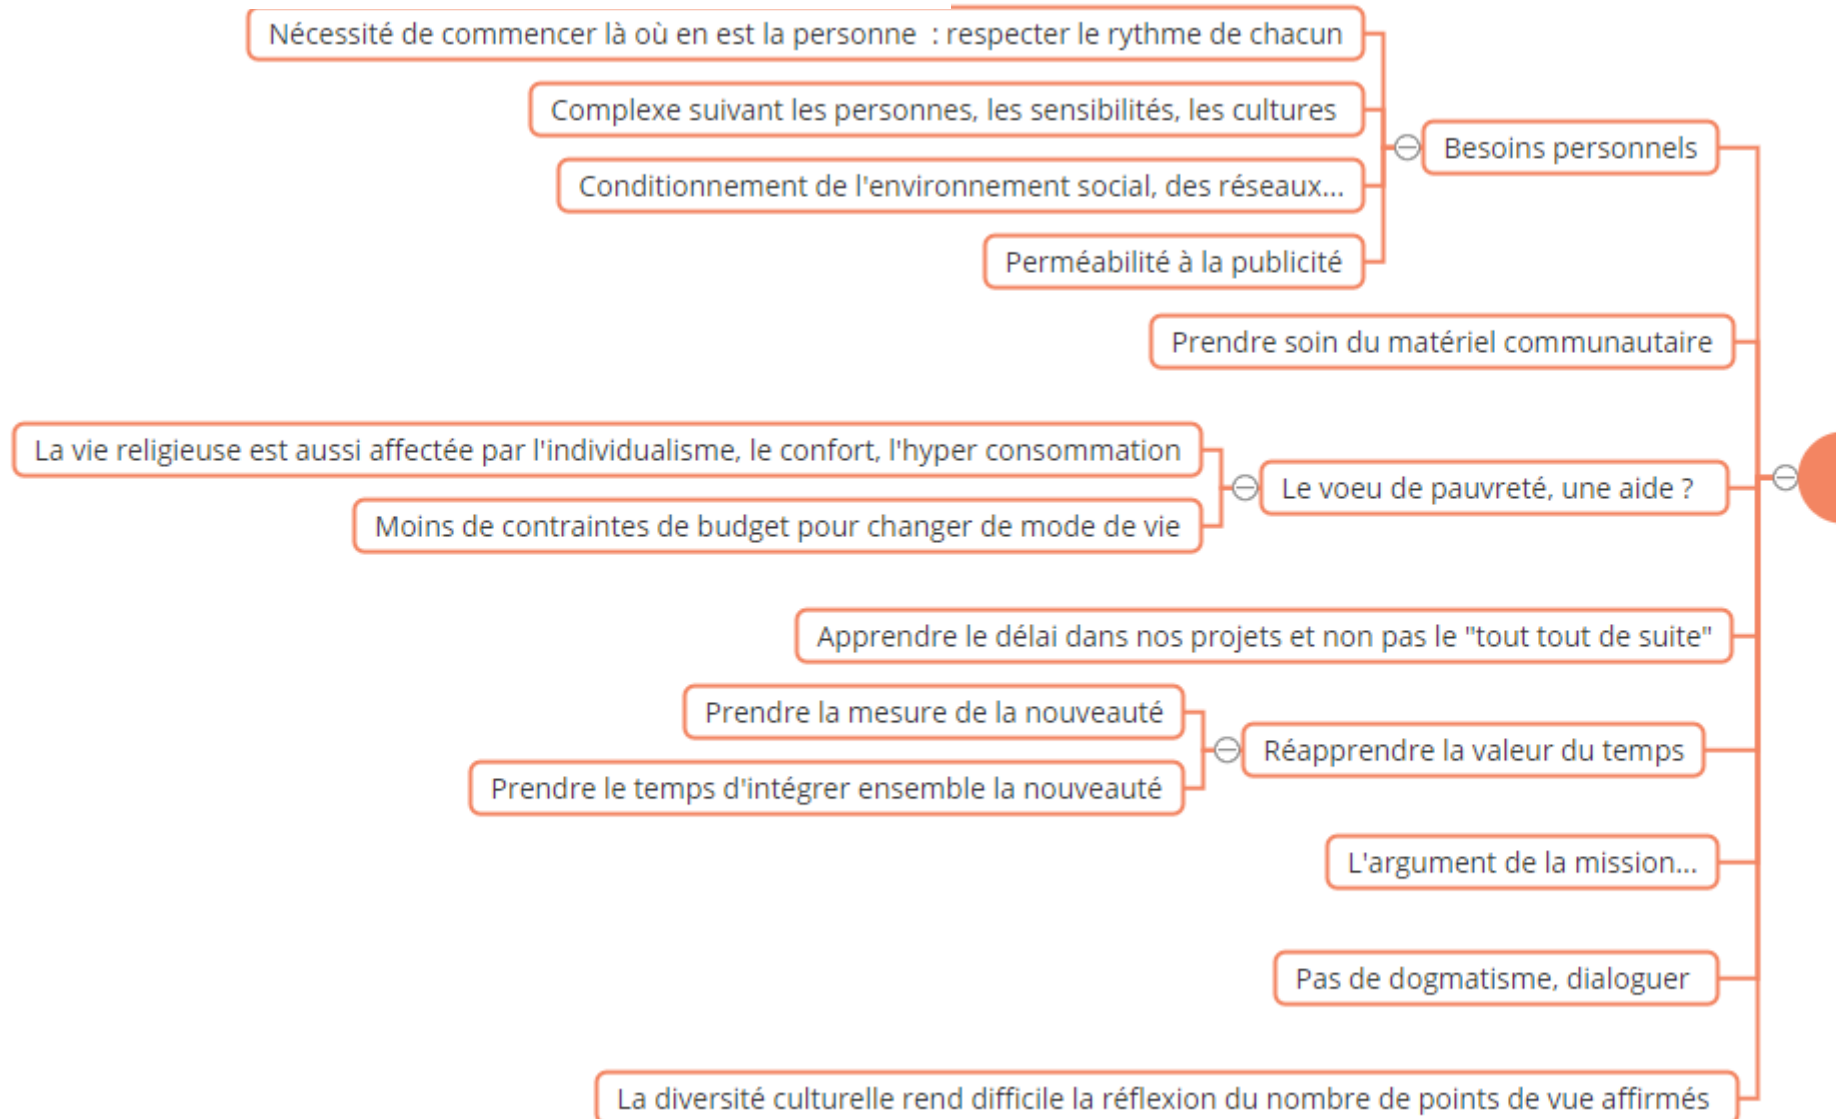 Nécessité de commencer là où en est la personne : respecter le rythme de chacun
Complexe suivant les personnes, les sensibilités, les cultures
Conditionnement de l'environnement social, des réseaux...
Perméabilité à la publicité
Besoins personnels
Prendre soin du matériel communautaire
La vie religieuse est aussi affectée par l'individualisme, le confort, l'hyper consommation
Moins de contraintes de budget pour changer de mode de vie
Le voeu de pauvreté, une aide ?
Apprendre le délai dans nos projets et non pas le "tout tout de suite"
Prendre la mesure de la nouveauté
Prendre le temps d'intégrer ensemble la nouveauté
Réapprendre la valeur du temps
L'argument de la mission...
Pas de dogmatisme, dialoguer
La diversité culturelle rend difficile la réflexion du nombre de points de vue affirmés